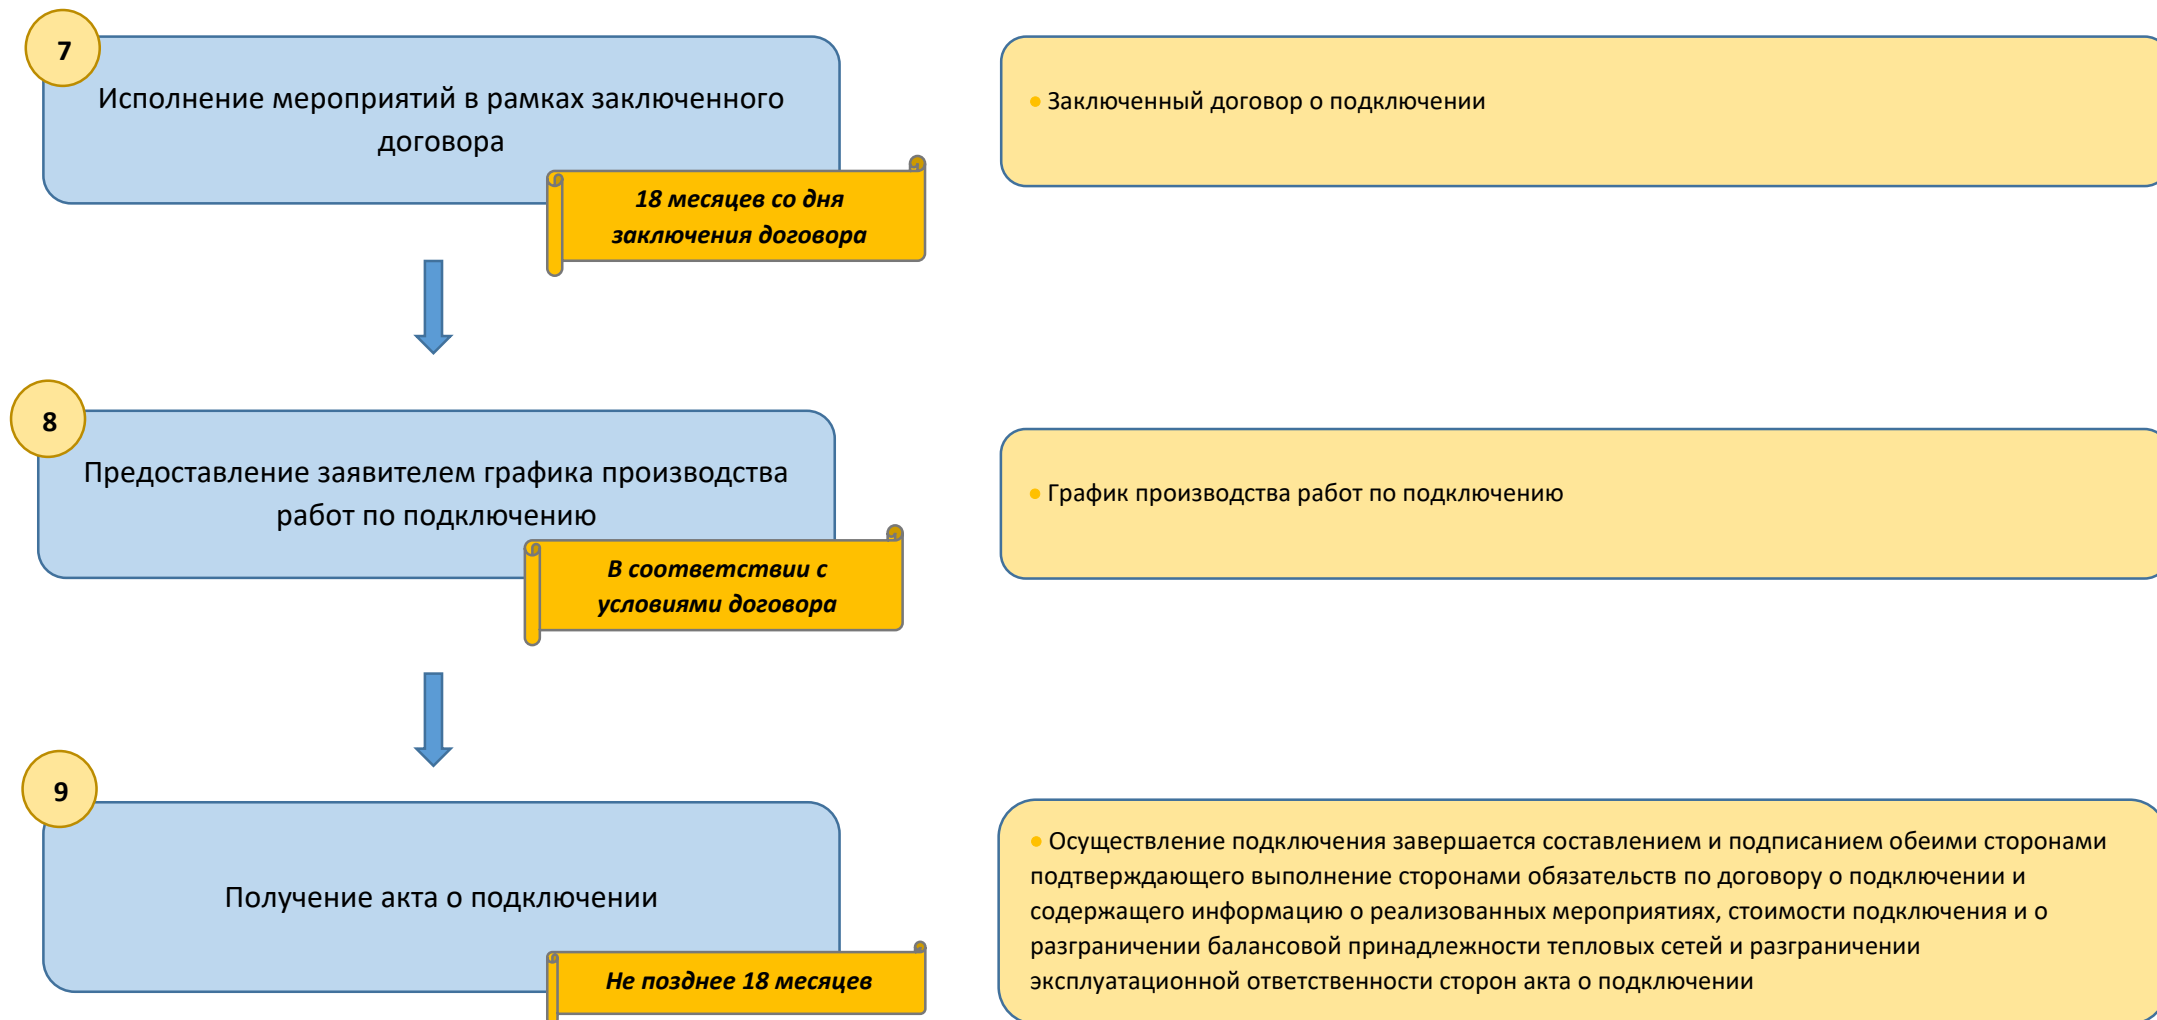 7
Исполнение мероприятий в рамках заключенного
договора
18 месяцев со дня
заключения договора
• Заключенный договор о подключении
8
Предоставление заявителем графика производства
работ по подключению
В соответствии с
условиями договора
• График производства работ по подключению
9
Получение акта о подключении
Не позднее 18 месяцев
• Осуществление подключения завершается составлением и подписанием обеими сторонами
подтверждающего выполнение сторонами обязательств по договору о подключении и
содержащего информацию о реализованных мероприятиях, стоимости подключения и о
разграничении балансовой принадлежности тепловых сетей и разграничении
эксплуатационной ответственности сторон акта о подключении